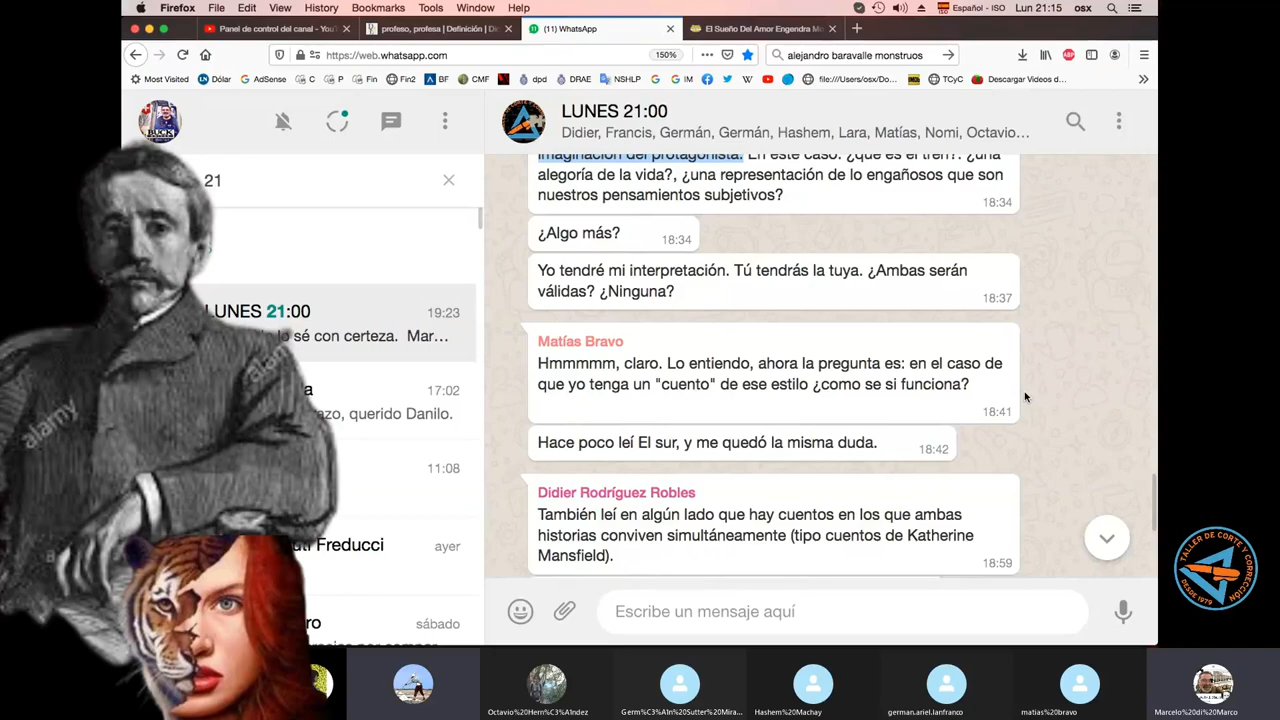 Firefox File Edit View History Bookmarks Tools Window Help Español - ISO Lun 21:15 osx
Panel de control del canal - You profeso, profesa | Definición | Di (11) WhatsApp El Sueño Del Amor Engendra Mo
https://web.whatsapp.com 150% alejandro baravalle monstruos
Most Visited Dólar AdSense C P Fin Fin2 BF CMF dpd DRAE NSHLP G IM W file:///Users/osx/Do... TCyC Descargar Videos d...
LUNES 21:00
Didier, Francis, Germán, Germán, Hashem, Lara, Matías, Nomi, Octavio...
21
imaginación del protagonista. En este caso: ¿qué es el tren?: ¿una
alegoría de la vida?, ¿una representación de lo engañosos que son
nuestros pensamientos subjetivos?
18:34
¿Algo más?
18:34
Yo tendré mi interpretación. Tú tendrás la tuya. ¿Ambas serán
válidas? ¿Ninguna?
18:37
LUNES 21:00 19:23
lo sé con certeza. Mar...
17:02
razo, querido Danilo.
11:08
uti Freducci ayer
ro sábado
Matías Bravo
Hmmmmm, claro. Lo entiendo, ahora la pregunta es: en el caso de
que yo tenga un "cuento" de ese estilo ¿como se si funciona?
18:41
Hace poco leí El sur, y me quedó la misma duda.
18:42
Didier Rodríguez Robles
También leí en algún lado que hay cuentos en los que ambas
historias conviven simultáneamente (tipo cuentos de Katherine
Mansfield).
18:59
Escribe un mensaje aquí
alamy
alamy
TALLER DE CORTE Y CORRECCIÓN
DESDE 1979
Octavio%20Hern%C3%A1ndez Germ%C3%A1n%20Sutter%20Mira... Hashem%20Machay german.ariel.lanfranco matias%20bravo Marcelo%20di%20Marco